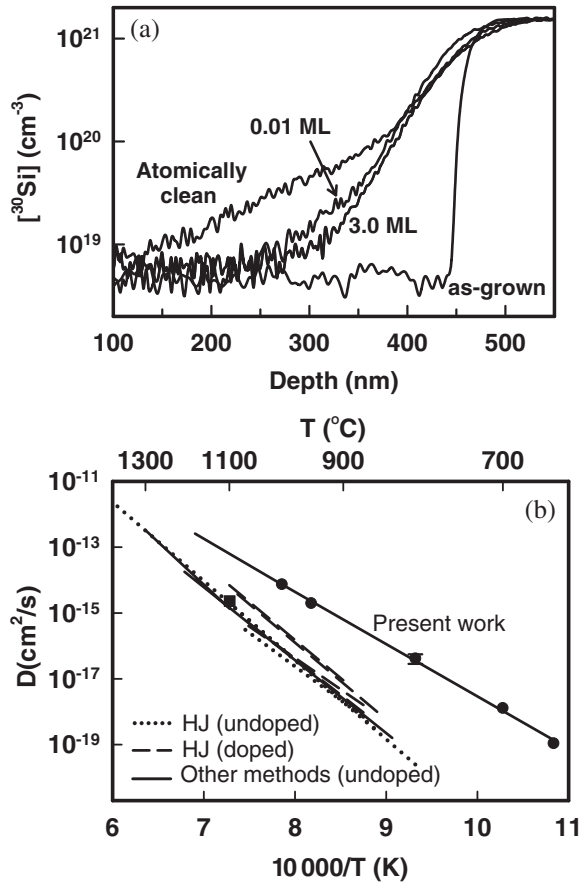 (a)
10²¹
10²⁰
10¹⁹
[³⁰Si] (cm⁻³)
0.01 ML
Atomically
clean
3.0 ML
as-grown
100 200 300 400 500
Depth (nm)
T (°C)
1300 1100 900 700
(b)
10⁻¹¹
10⁻¹³
10⁻¹⁵
10⁻¹⁷
10⁻¹⁹
D(cm²/s)
Present work
HJ (undoped)
HJ (doped)
Other methods (undoped)
6 7 8 9 10 11
10 000/T (K)